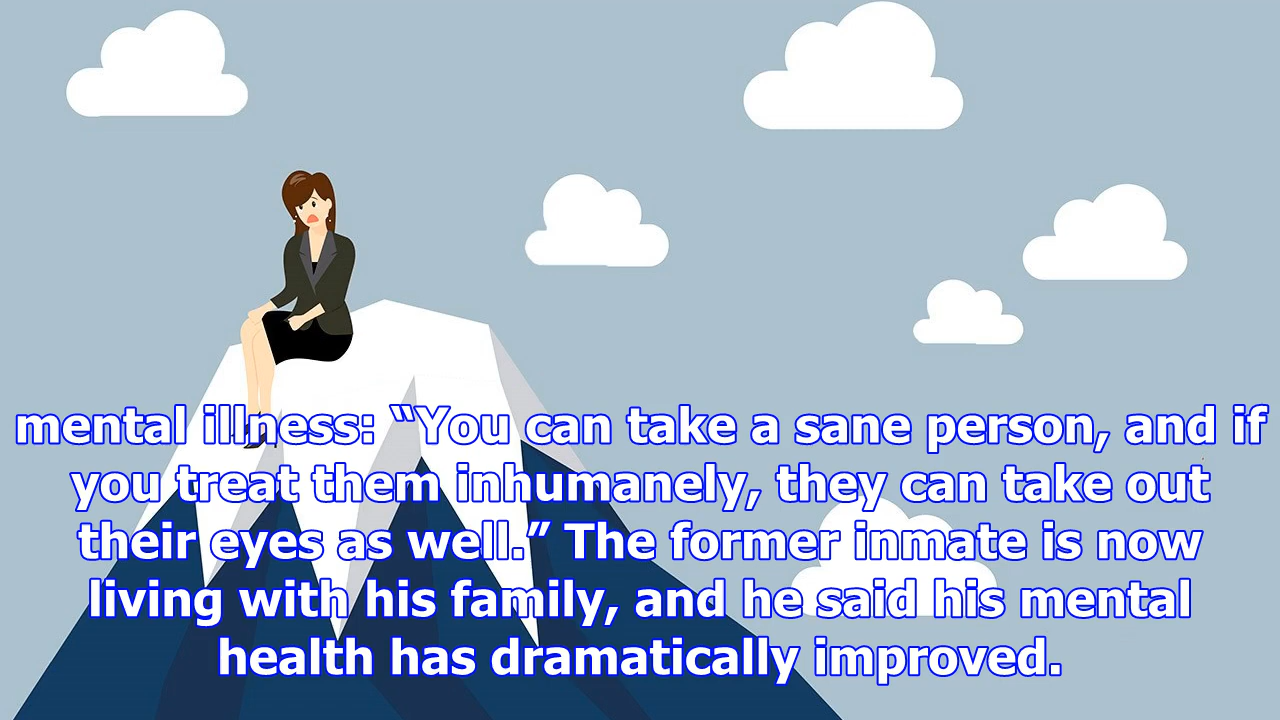 mental illness: “You can take a sane person, and if
you treat them inhumanely, they can take out
their eyes as well.” The former inmate is now
living with his family, and he said his mental
health has dramatically improved.